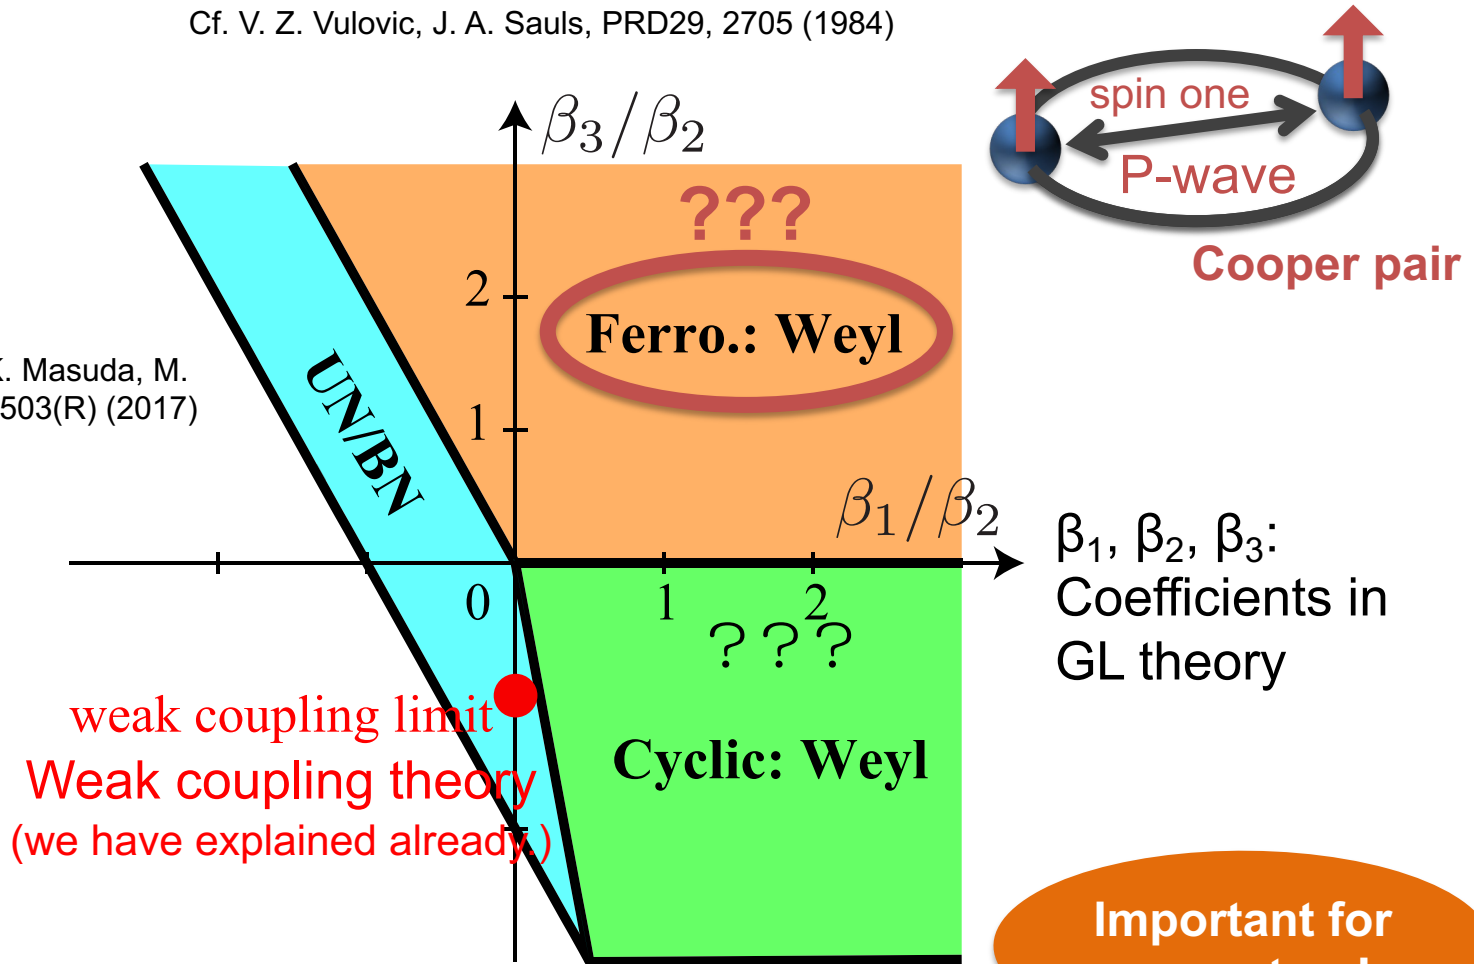 Cf. V. Z. Vulovic, J. A. Sauls, PRD29, 2705 (1984)
spin one
P-wave
Cooper pair
β₃/β₂
???
2
Ferro.: Weyl
K. Masuda, M.
503(R) (2017)
UN/BN
1
β₁/β₂
0
1
2
β₁, β₂, β₃:
Coefficients in
GL theory
???
weak coupling limit
Weak coupling theory
(we have explained already.)
Cyclic: Weyl
Important for